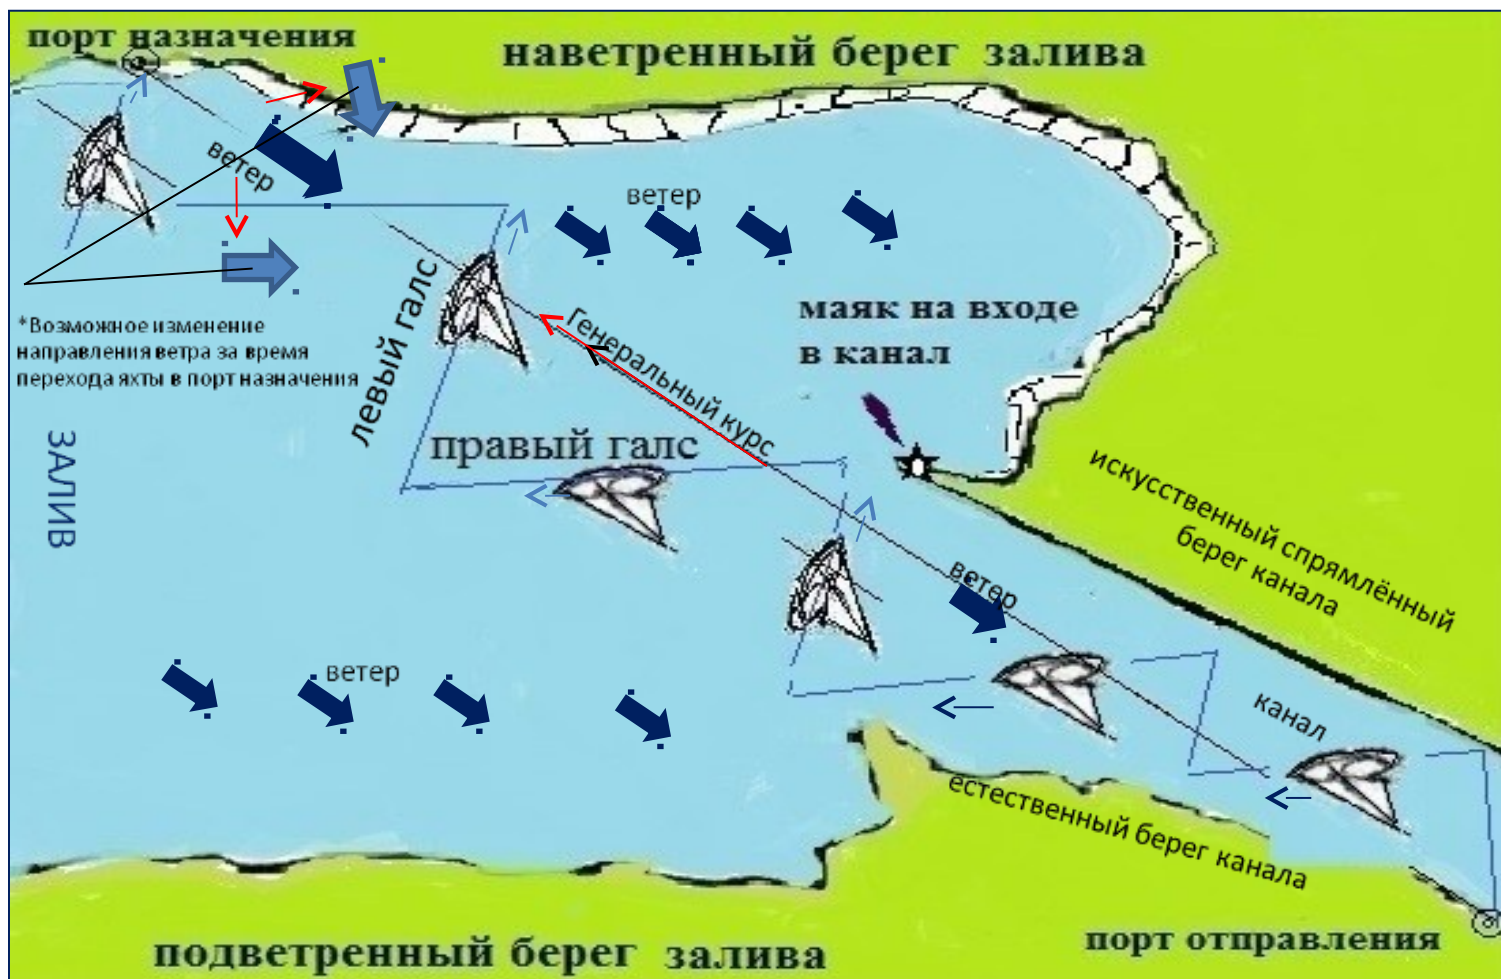 порт назначения
наветренный берег залива
ветер
ветер
маяк на входе
в канал
*Возможное изменение
направления ветра за время
перехода яхты в порт назначения
левый галс
Генеральный курс
правый галс
ЗАЛИВ
искусственный спрямлённый
берег канала
ветер
ветер
канал
естественный берег канала
подветренный берег залива
порт отправления